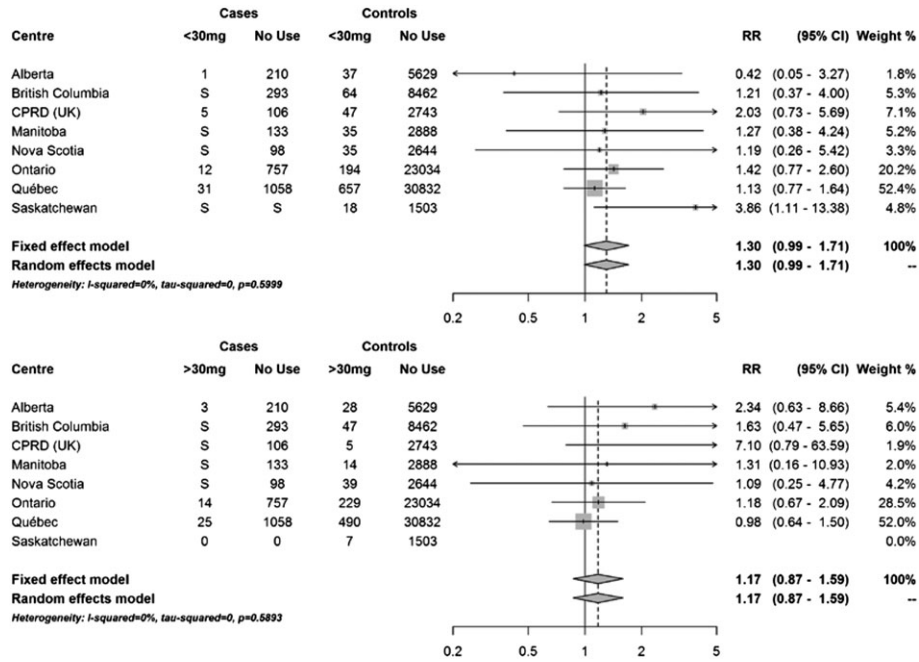 Cases Controls
Centre <30mg No Use <30mg No Use RR (95% CI) Weight %
Alberta 1 210 37 5629 0.42 (0.05 - 3.27) 1.8%
British Columbia S 293 64 8462 1.21 (0.37 - 4.00) 5.3%
CPRD (UK) 5 106 47 2743 2.03 (0.73 - 5.69) 7.1%
Manitoba S 133 35 2888 1.27 (0.38 - 4.24) 5.2%
Nova Scotia S 98 35 2644 1.19 (0.26 - 5.42) 3.3%
Ontario 12 757 194 23034 1.42 (0.77 - 2.60) 20.2%
Québec 31 1058 657 30832 1.13 (0.77 - 1.64) 52.4%
Saskatchewan S S 18 1503 3.86 (1.11 - 13.38) 4.8%
Fixed effect model 1.30 (0.99 - 1.71) 100%
Random effects model 1.30 (0.99 - 1.71) --
Heterogeneity: I-squared=0%, tau-squared=0, p=0.5999
0.2 0.5 1 2 5
Cases Controls
Centre >30mg No Use >30mg No Use RR (95% CI) Weight %
Alberta 3 210 28 5629 2.34 (0.63 - 8.66) 5.4%
British Columbia S 293 47 8462 1.63 (0.47 - 5.65) 6.0%
CPRD (UK) S 106 5 2743 7.10 (0.79 - 63.59) 1.9%
Manitoba S 133 14 2888 1.31 (0.16 - 10.93) 2.0%
Nova Scotia S 98 39 2644 1.09 (0.25 - 4.77) 4.2%
Ontario 14 757 229 23034 1.18 (0.67 - 2.09) 28.5%
Québec 25 1058 490 30832 0.98 (0.64 - 1.50) 52.0%
Saskatchewan 0 0 7 1503 0.0%
Fixed effect model 1.17 (0.87 - 1.59) 100%
Random effects model 1.17 (0.87 - 1.59) --
Heterogeneity: I-squared=0%, tau-squared=0, p=0.5893
0.2 0.5 1 2 5